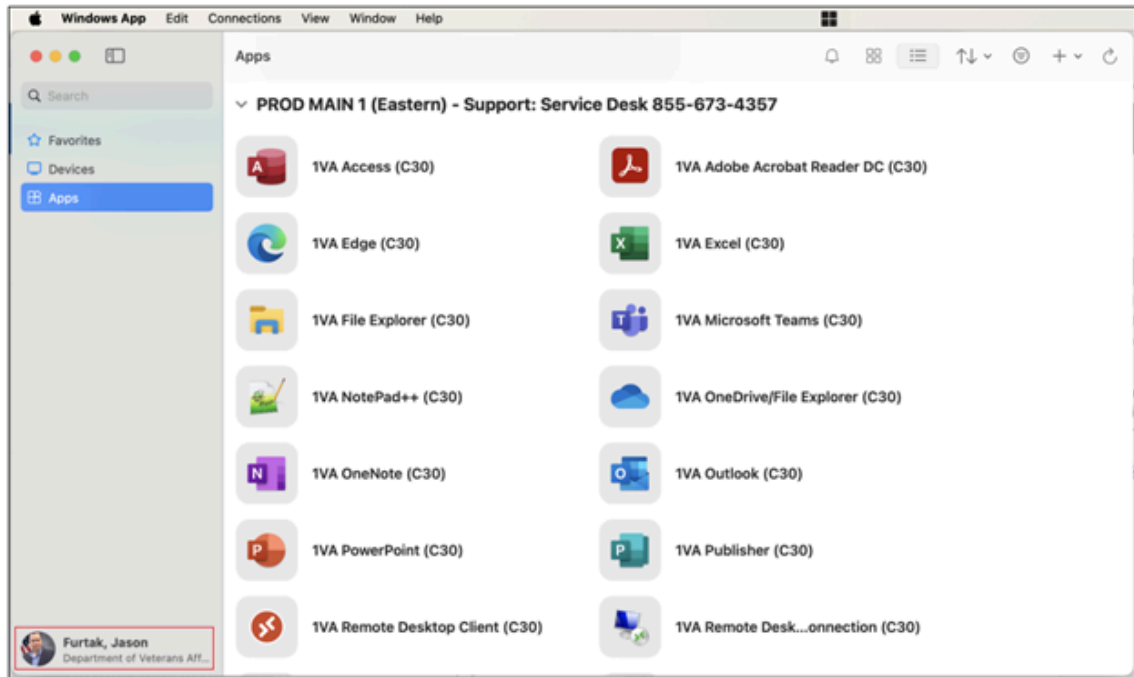 Windows App Edit Connections View Window Help
Apps
Search
Favorites
Devices
Apps
PROD MAIN 1 (Eastern) - Support: Service Desk 855-673-4357
1VA Access (C30) 1VA Adobe Acrobat Reader DC (C30)
1VA Edge (C30) 1VA Excel (C30)
1VA File Explorer (C30) 1VA Microsoft Teams (C30)
1VA NotePad++ (C30) 1VA OneDrive/File Explorer (C30)
1VA OneNote (C30) 1VA Outlook (C30)
1VA PowerPoint (C30) 1VA Publisher (C30)
1VA Remote Desktop Client (C30) 1VA Remote Desk...onnection (C30)
Furtak, Jason
Department of Veterans Aff...